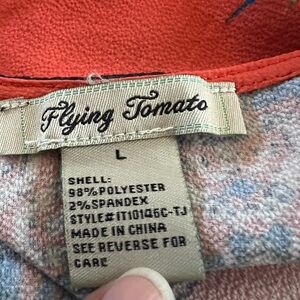 Flying Tomato
L
SHELL:
98%POLYESTER
2%SPANDEX
STYLE#IT10146C-TJ
MADE IN CHINA
SEE REVERSE FOR
CARE